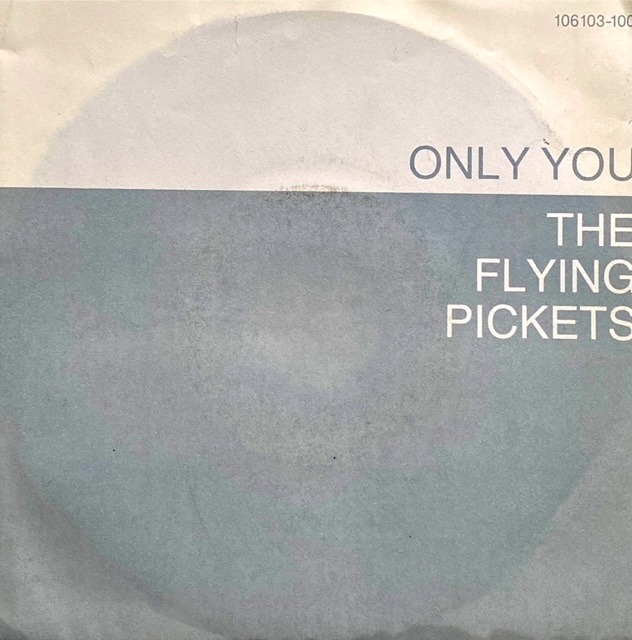 106103-100
ONLY YOU
THE
FLYING
PICKETS